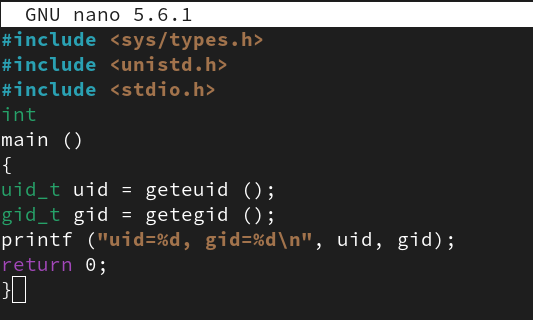 GNU nano 5.6.1
#include <sys/types.h>
#include <unistd.h>
#include <stdio.h>
int
main ()
{
uid_t uid = geteuid ();
gid_t gid = getegid ();
printf ("uid=%d, gid=%d\n", uid, gid);
return 0;
}